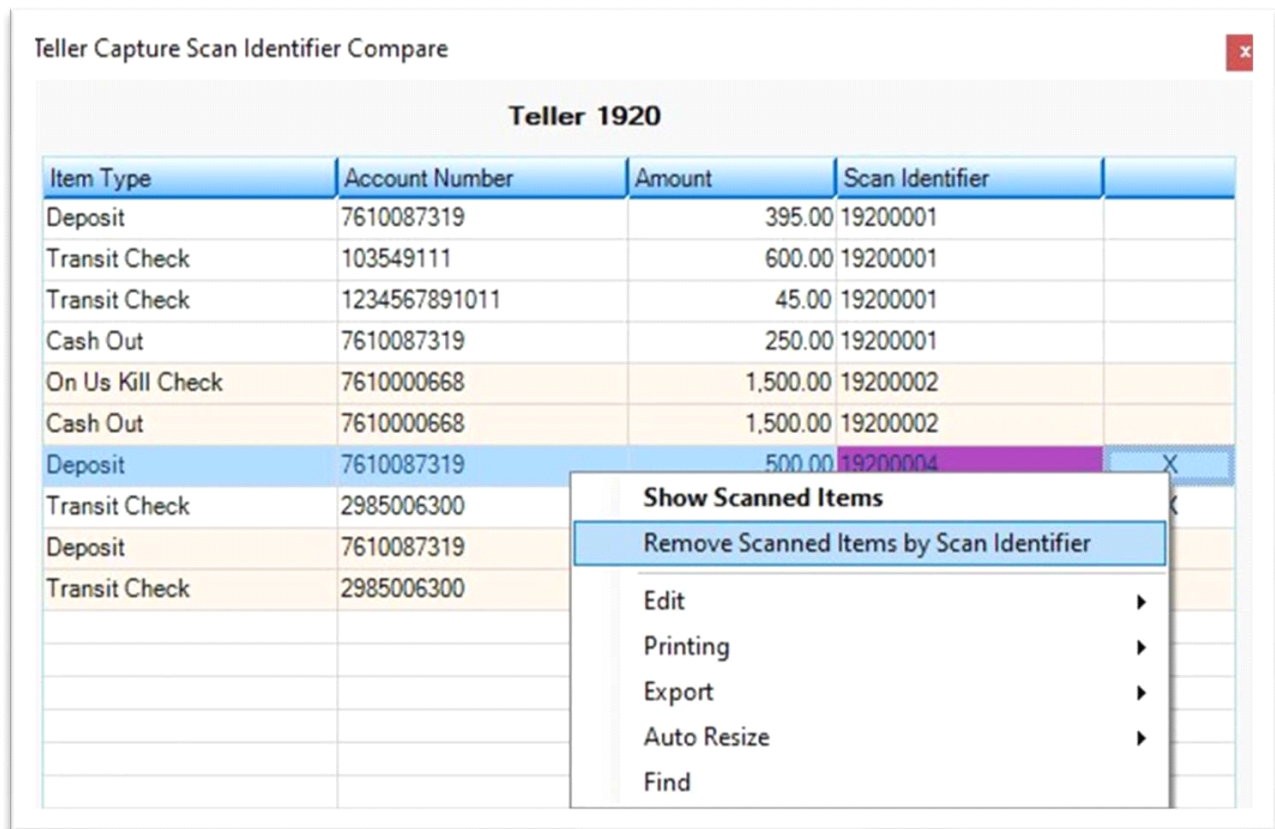 Teller Capture Scan Identifier Compare x
Teller 1920
Item Type Account Number Amount Scan Identifier
Deposit 7610087319 395.00 19200001
Transit Check 103549111 600.00 19200001
Transit Check 1234567891011 45.00 19200001
Cash Out 7610087319 250.00 19200001
On Us Kill Check 7610000668 1,500.00 19200002
Cash Out 7610000668 1,500.00 19200002
Deposit 7610087319 500.00 19200004 X
Transit Check 2985006300
Deposit 7610087319
Transit Check 2985006300
Show Scanned Items
Remove Scanned Items by Scan Identifier
Edit
Printing
Export
Auto Resize
Find